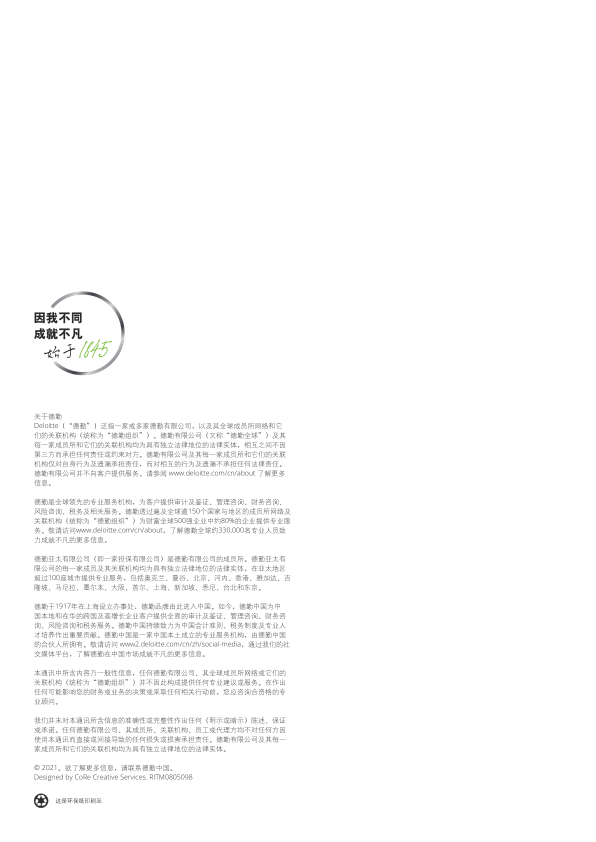 因我不同
成就不凡
始于1845
关于德勤
Deloitte（“德勤”）泛指一家或多家德勤有限公司，以及其全球成员所网络和它
们的关联机构（统称为“德勤组织”）。德勤有限公司（又称“德勤全球”）及其
每一家成员所和它们的关联机构均为具有独立法律地位的法律实体，相互之间不因
第三方而承担任何责任或约束对方。德勤有限公司及其每一家成员所和它们的关联
机构仅对自身行为及遗漏承担责任，而对相互的行为及遗漏不承担任何法律责任。
德勤有限公司并不向客户提供服务。请参阅 www.deloitte.com/cn/about 了解更多
信息。
德勤是全球领先的专业服务机构，为客户提供审计及鉴证、管理咨询、财务咨询、
风险咨询、税务及相关服务。德勤透过遍及全球逾150个国家与地区的成员所网络及
关联机构（统称为“德勤组织”）为财富全球500强企业中约80%的企业提供专业服
务。敬请访问www.deloitte.com/cn/about，了解德勤全球约330,000名专业人员致
力成就不凡的更多信息。
德勤亚太有限公司（即一家担保有限公司）是德勤有限公司的成员所。德勤亚太有
限公司的每一家成员及其关联机构均为具有独立法律地位的法律实体，在亚太地区
超过100座城市提供专业服务，包括奥克兰、曼谷、北京、河内、香港、雅加达、吉
隆坡、马尼拉、墨尔本、大阪、首尔、上海、新加坡、悉尼、台北和东京。
德勤于1917年在上海设立办事处，德勤品牌由此进入中国。如今，德勤中国为中
国本地和在华的跨国及高增长企业客户提供全面的审计及鉴证、管理咨询、财务咨
询、风险咨询和税务服务。德勤中国持续致力为中国会计准则、税务制度及专业人
才培养作出重要贡献。德勤中国是一家中国本土成立的专业服务机构，由德勤中国
的合伙人所拥有。敬请访问 www2.deloitte.com/cn/zh/social-media，通过我们的社
交媒体平台，了解德勤在中国市场成就不凡的更多信息。
本通讯中所含内容乃一般性信息，任何德勤有限公司、其全球成员所网络或它们的
关联机构（统称为“德勤组织”）并不因此构成提供任何专业建议或服务。在作出
任何可能影响您的财务或业务的决策或采取任何相关行动前，您应咨询合资格的专
业顾问。
我们并未对本通讯所含信息的准确性或完整性作出任何（明示或暗示）陈述、保证
或承诺。任何德勤有限公司、其成员所、关联机构、员工或代理方均不对任何方因
使用本通讯而直接或间接导致的任何损失或损害承担责任。德勤有限公司及其每一
家成员所和它们的关联机构均为具有独立法律地位的法律实体。
© 2021。欲了解更多信息，请联系德勤中国。
Designed by CoRe Creative Services. RITM0805098
这是环保纸印刷品